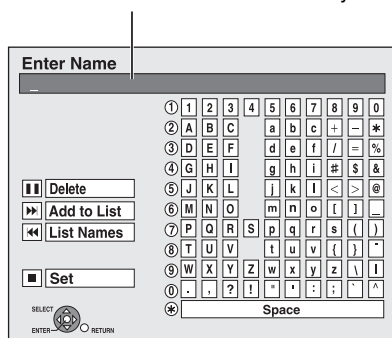 Enter Name
_
① 1 2 3 4 5 6 7 8 9 0
② A B C a b c + − *
③ D E F d e f / = %
④ G H I g h i # $ &
❚❚ Delete ⑤ J K L j k l < > @
▶▶❘ Add to List ⑥ M N O m n o [ ] _
❘◀◀ List Names ⑦ P Q R S p q r s ( )
⑧ T U V t u v { } ¯
■ Set ⑨ W X Y Z w x y z \ |
⓪ . , ? ! " ' : ; ` ^
✱ Space
SELECT
ENTER RETURN